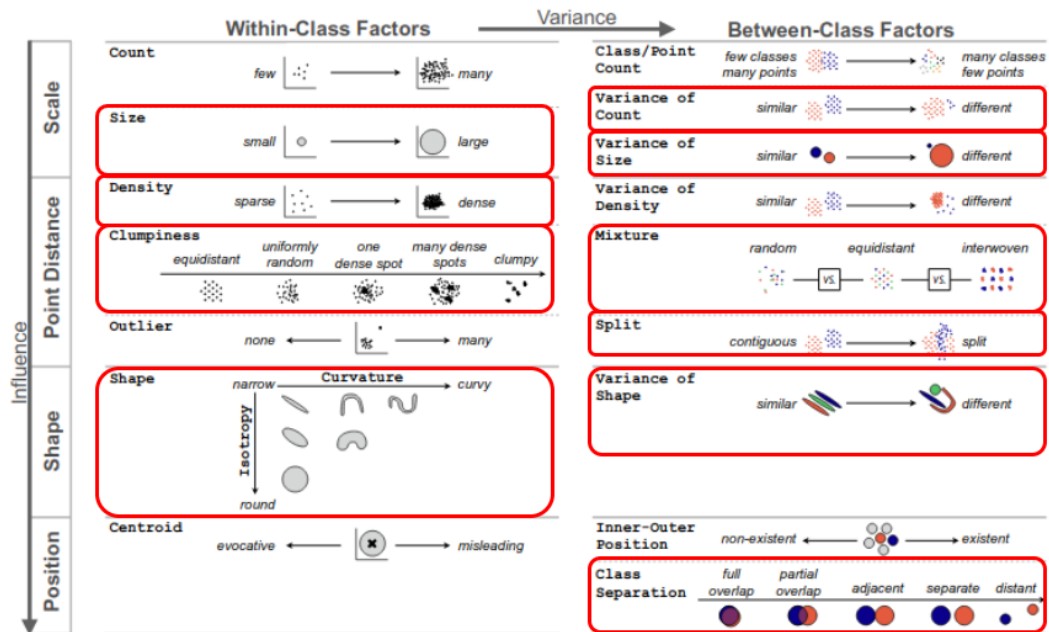 Variance
Within-Class Factors
Between-Class Factors
Influence
Scale
Count
few
many
Class/Point
Count
few classes
many points
many classes
few points
Size
small
large
Variance of
Count
similar
different
Variance of
Size
similar
different
Point Distance
Density
sparse
dense
Variance of
Density
similar
different
Clumpiness
equidistant
uniformly
random
one
dense spot
many dense
spots
clumpy
Mixture
random
equidistant
interwoven
vs.
vs.
Outlier
none
many
Split
contiguous
split
Shape
Shape
narrow
Curvature
curvy
Isotropy
round
Variance of
Shape
similar
different
Position
Centroid
evocative
misleading
Inner-Outer
Position
non-existent
existent
Class
Separation
full
overlap
partial
overlap
adjacent
separate
distant